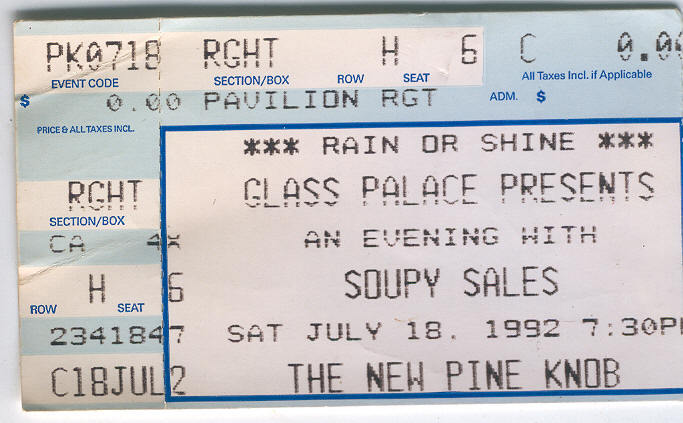 PK0718 RGHT H 6 C 0.00
EVENT CODE SECTION/BOX ROW SEAT All Taxes Incl. if Applicable
$ 0.00 PAVILION RGT ADM. $
PRICE & ALL TAXES INCL.
*** RAIN OR SHINE ***
RGHT GLASS PALACE PRESENTS
SECTION/BOX
CA 4X AN EVENING WITH
H 6 SOUPY SALES
ROW SEAT
2341847 SAT JULY 18, 1992 7:30P
C18JUL2 THE NEW PINE KNOB